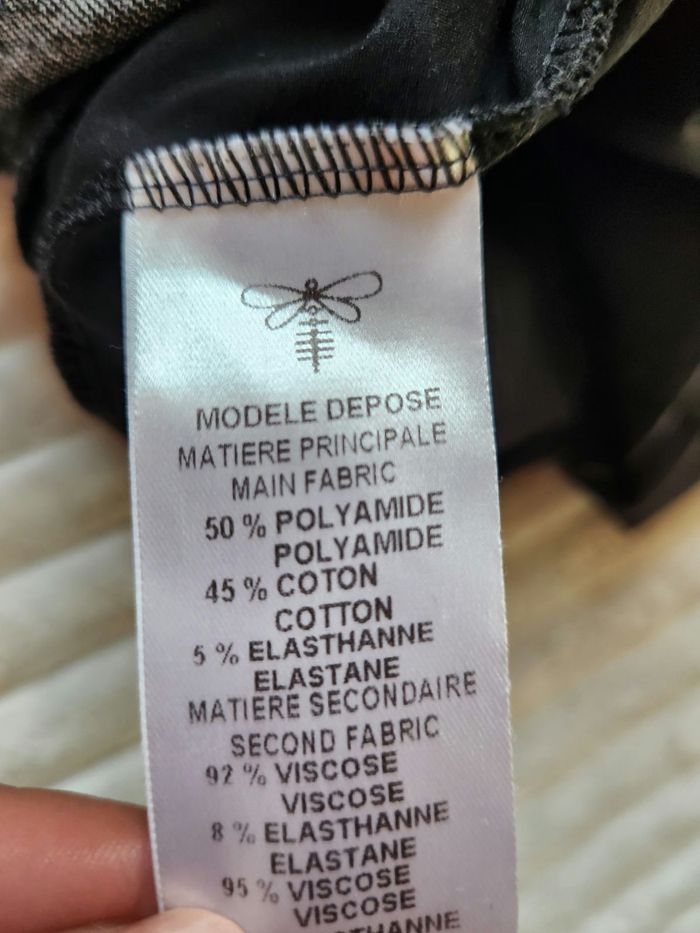 MODELE DEPOSE
MATIERE PRINCIPALE
MAIN FABRIC
50 % POLYAMIDE
POLYAMIDE
45 % COTON
COTTON
5 % ELASTHANNE
ELASTANE
MATIERE SECONDAIRE
SECOND FABRIC
92 % VISCOSE
VISCOSE
8 % ELASTHANNE
ELASTANE
95 % VISCOSE
VISCOSE